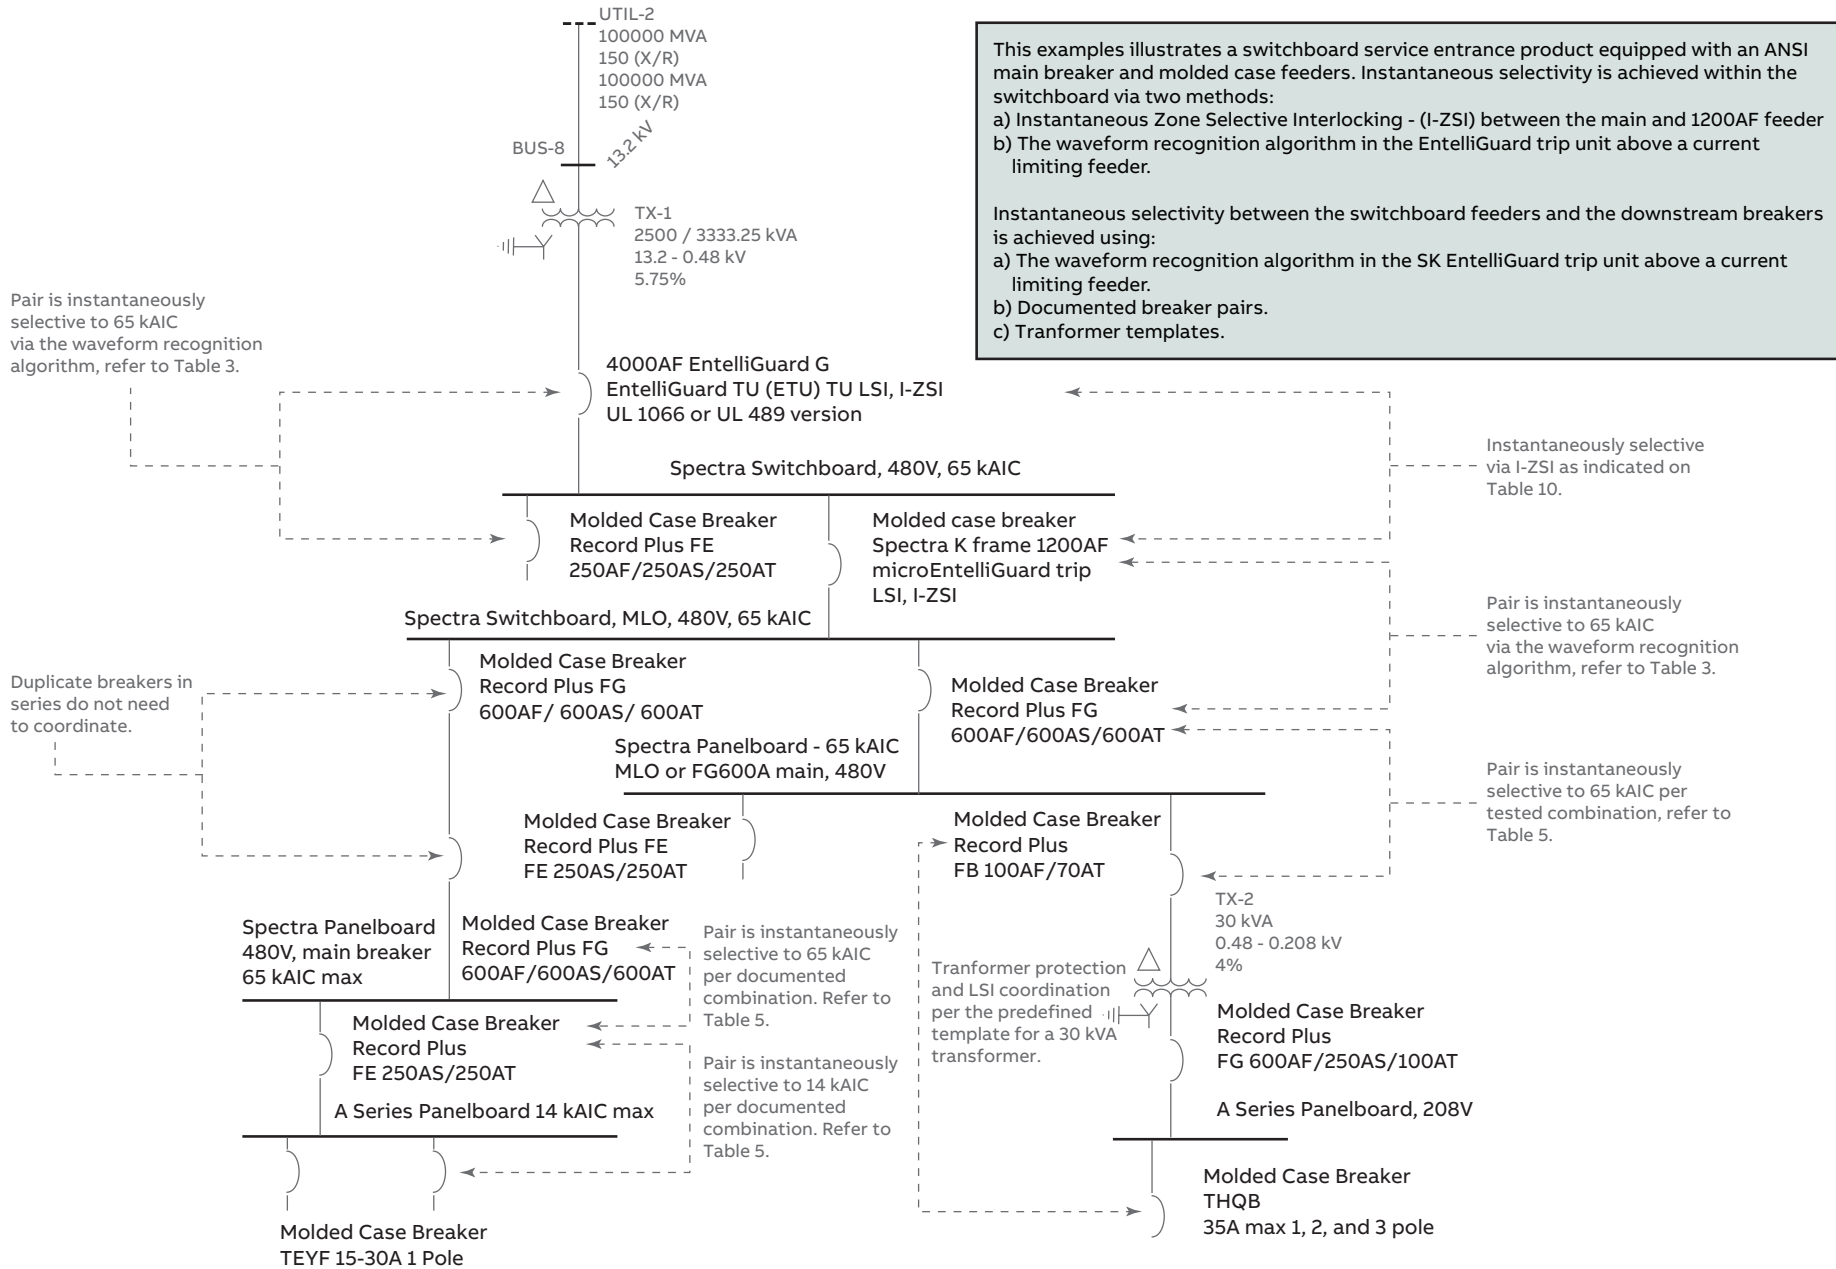 UTIL-2
100000 MVA
150 (X/R)
100000 MVA
150 (X/R)
BUS-8
13.2 kV
TX-1
2500 / 3333.25 kVA
13.2 - 0.48 kV
5.75%
This examples illustrates a switchboard service entrance product equipped with an ANSI
main breaker and molded case feeders. Instantaneous selectivity is achieved within the
switchboard via two methods:
a) Instantaneous Zone Selective Interlocking - (I-ZSI) between the main and 1200AF feeder
b) The waveform recognition algorithm in the EntelliGuard trip unit above a current
limiting feeder.
Instantaneous selectivity between the switchboard feeders and the downstream breakers
is achieved using:
a) The waveform recognition algorithm in the SK EntelliGuard trip unit above a current
limiting feeder.
b) Documented breaker pairs.
c) Tranformer templates.
Pair is instantaneously
selective to 65 kAIC
via the waveform recognition
algorithm, refer to Table 3.
4000AF EntelliGuard G
EntelliGuard TU (ETU) TU LSI, I-ZSI
UL 1066 or UL 489 version
Instantaneously selective
via I-ZSI as indicated on
Table 10.
Spectra Switchboard, 480V, 65 kAIC
Molded Case Breaker
Record Plus FE
250AF/250AS/250AT
Molded case breaker
Spectra K frame 1200AF
microEntelliGuard trip
LSI, I-ZSI
Spectra Switchboard, MLO, 480V, 65 kAIC
Pair is instantaneously
selective to 65 kAIC
via the waveform recognition
algorithm, refer to Table 3.
Duplicate breakers in
series do not need
to coordinate.
Molded Case Breaker
Record Plus FG
600AF/ 600AS/ 600AT
Molded Case Breaker
Record Plus FG
600AF/600AS/600AT
Spectra Panelboard - 65 kAIC
MLO or FG600A main, 480V
Pair is instantaneously
selective to 65 kAIC per
tested combination, refer to
Table 5.
Molded Case Breaker
Record Plus FE
FE 250AS/250AT
Molded Case Breaker
Record Plus
FB 100AF/70AT
TX-2
30 kVA
0.48 - 0.208 kV
4%
Spectra Panelboard
480V, main breaker
65 kAIC max
Molded Case Breaker
Record Plus FG
600AF/600AS/600AT
Pair is instantaneously
selective to 65 kAIC
per documented
combination. Refer to
Table 5.
Tranformer protection
and LSI coordination
per the predefined
template for a 30 kVA
transformer.
Molded Case Breaker
Record Plus
FE 250AS/250AT
Molded Case Breaker
Record Plus
FG 600AF/250AS/100AT
Pair is instantaneously
selective to 14 kAIC
per documented
combination. Refer to
Table 5.
A Series Panelboard 14 kAIC max
A Series Panelboard, 208V
Molded Case Breaker
THQB
35A max 1, 2, and 3 pole
Molded Case Breaker
TEYF 15-30A 1 Pole